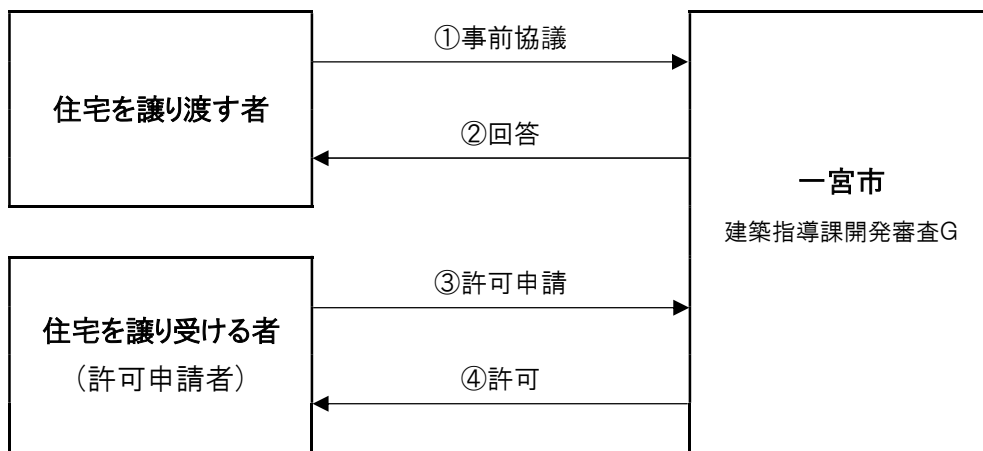 ①事前協議
住宅を譲り渡す者
②回答
一宮市
建築指導課開発審査G
③許可申請
住宅を譲り受ける者
（許可申請者）
④許可